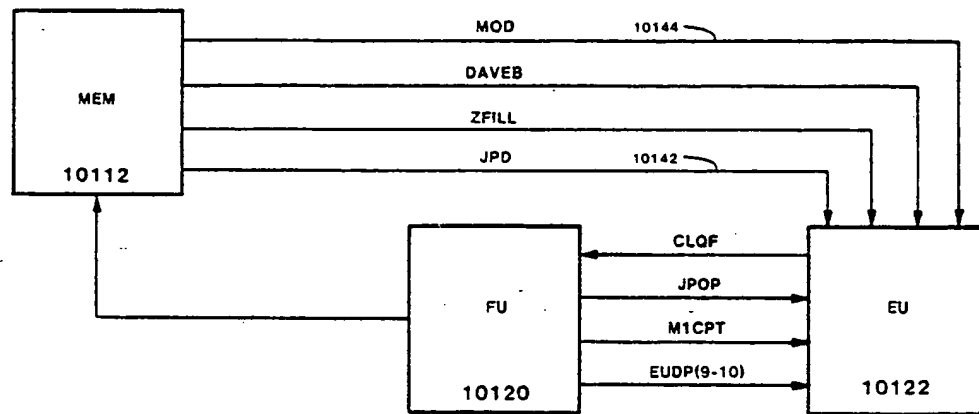 MOD 10144
DAVEB
MEM
ZFILL
JPD 10142
10112
CLQF
JPOP
FU EU
M1CPT
EUDP(9-10)
10120 10122